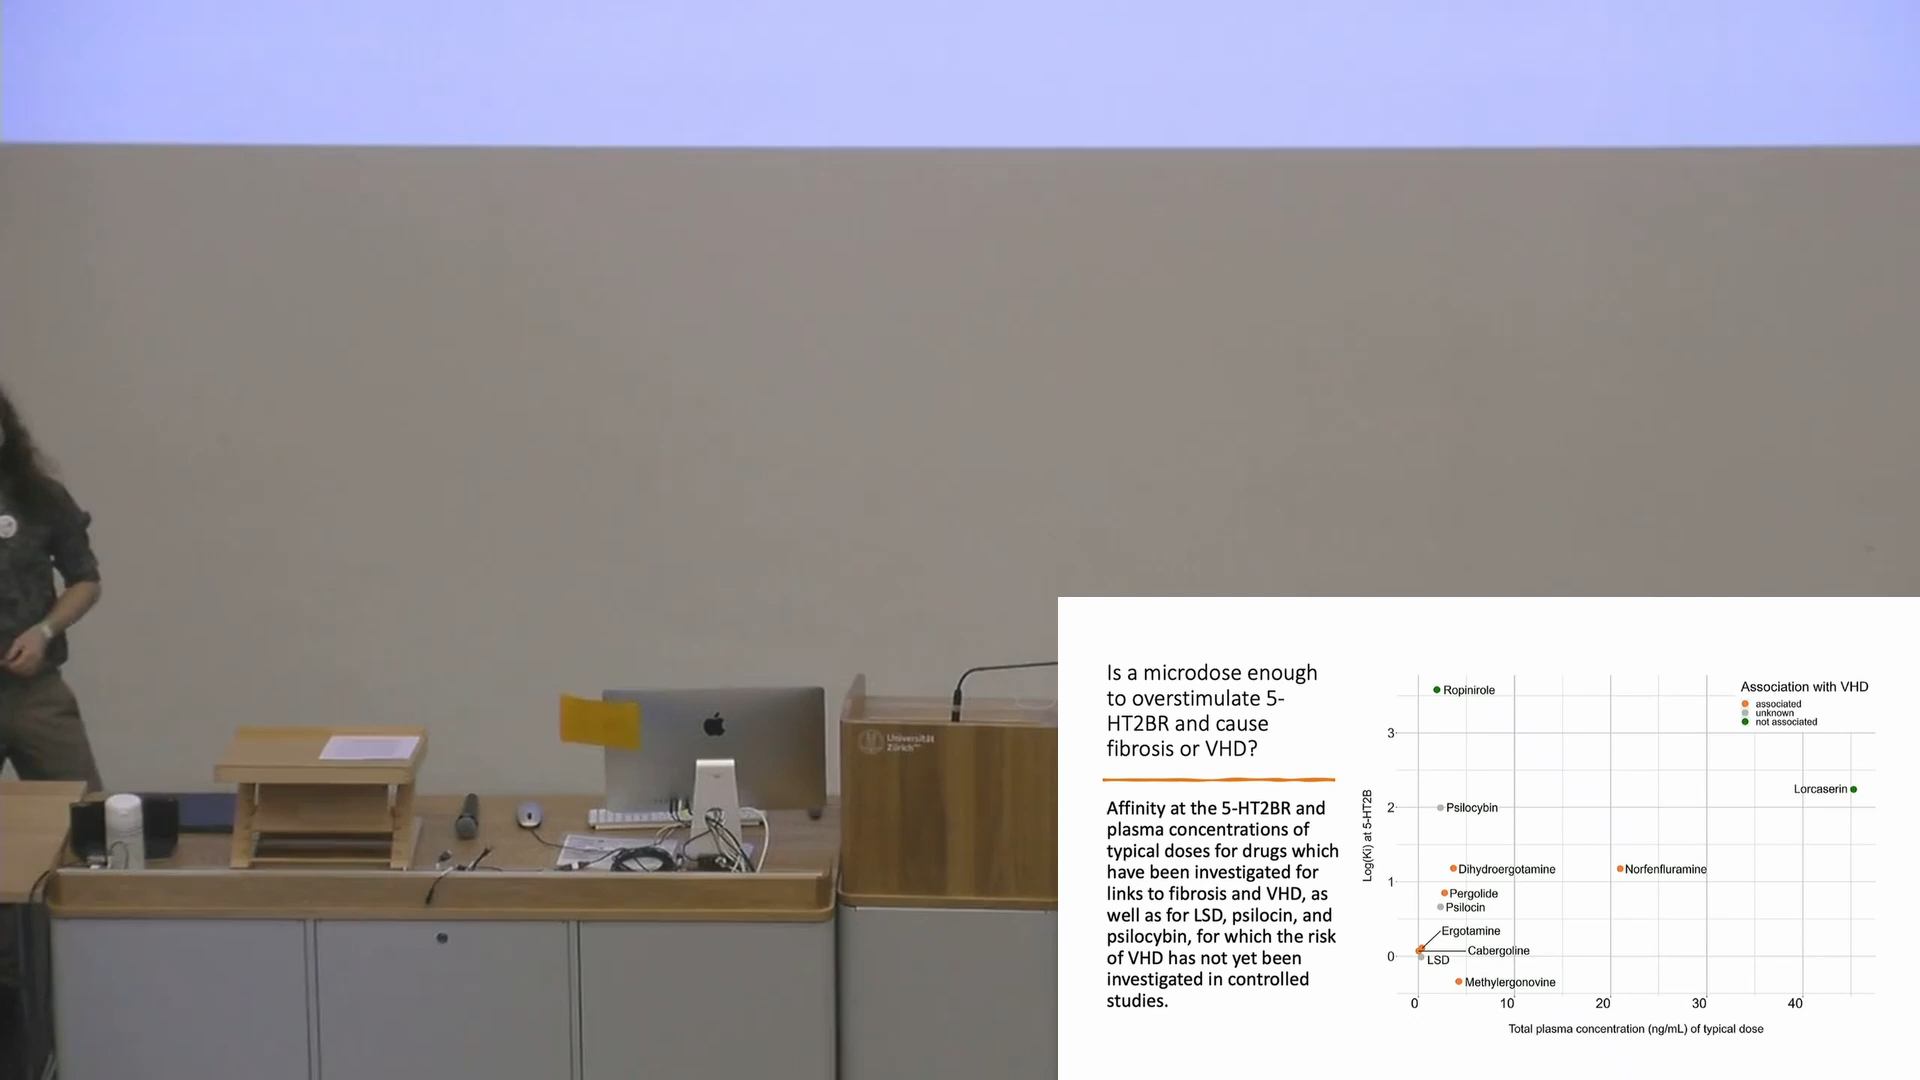 Universität
Zürich
Is a microdose enough
to overstimulate 5-
HT2BR and cause
fibrosis or VHD?
Affinity at the 5-HT2BR and
plasma concentrations of
typical doses for drugs which
have been investigated for
links to fibrosis and VHD, as
well as for LSD, psilocin, and
psilocybin, for which the risk
of VHD has not yet been
investigated in controlled
studies.
Association with VHD
associated
unknown
not associated
Ropinirole
3
Lorcaserin
2
Psilocybin
Log(Ki) at 5-HT2B
Dihydroergotamine
Norfenfluramine
1
Pergolide
Psilocin
Ergotamine
Cabergoline
0
LSD
Methylergonovine
0 10 20 30 40
Total plasma concentration (ng/mL) of typical dose